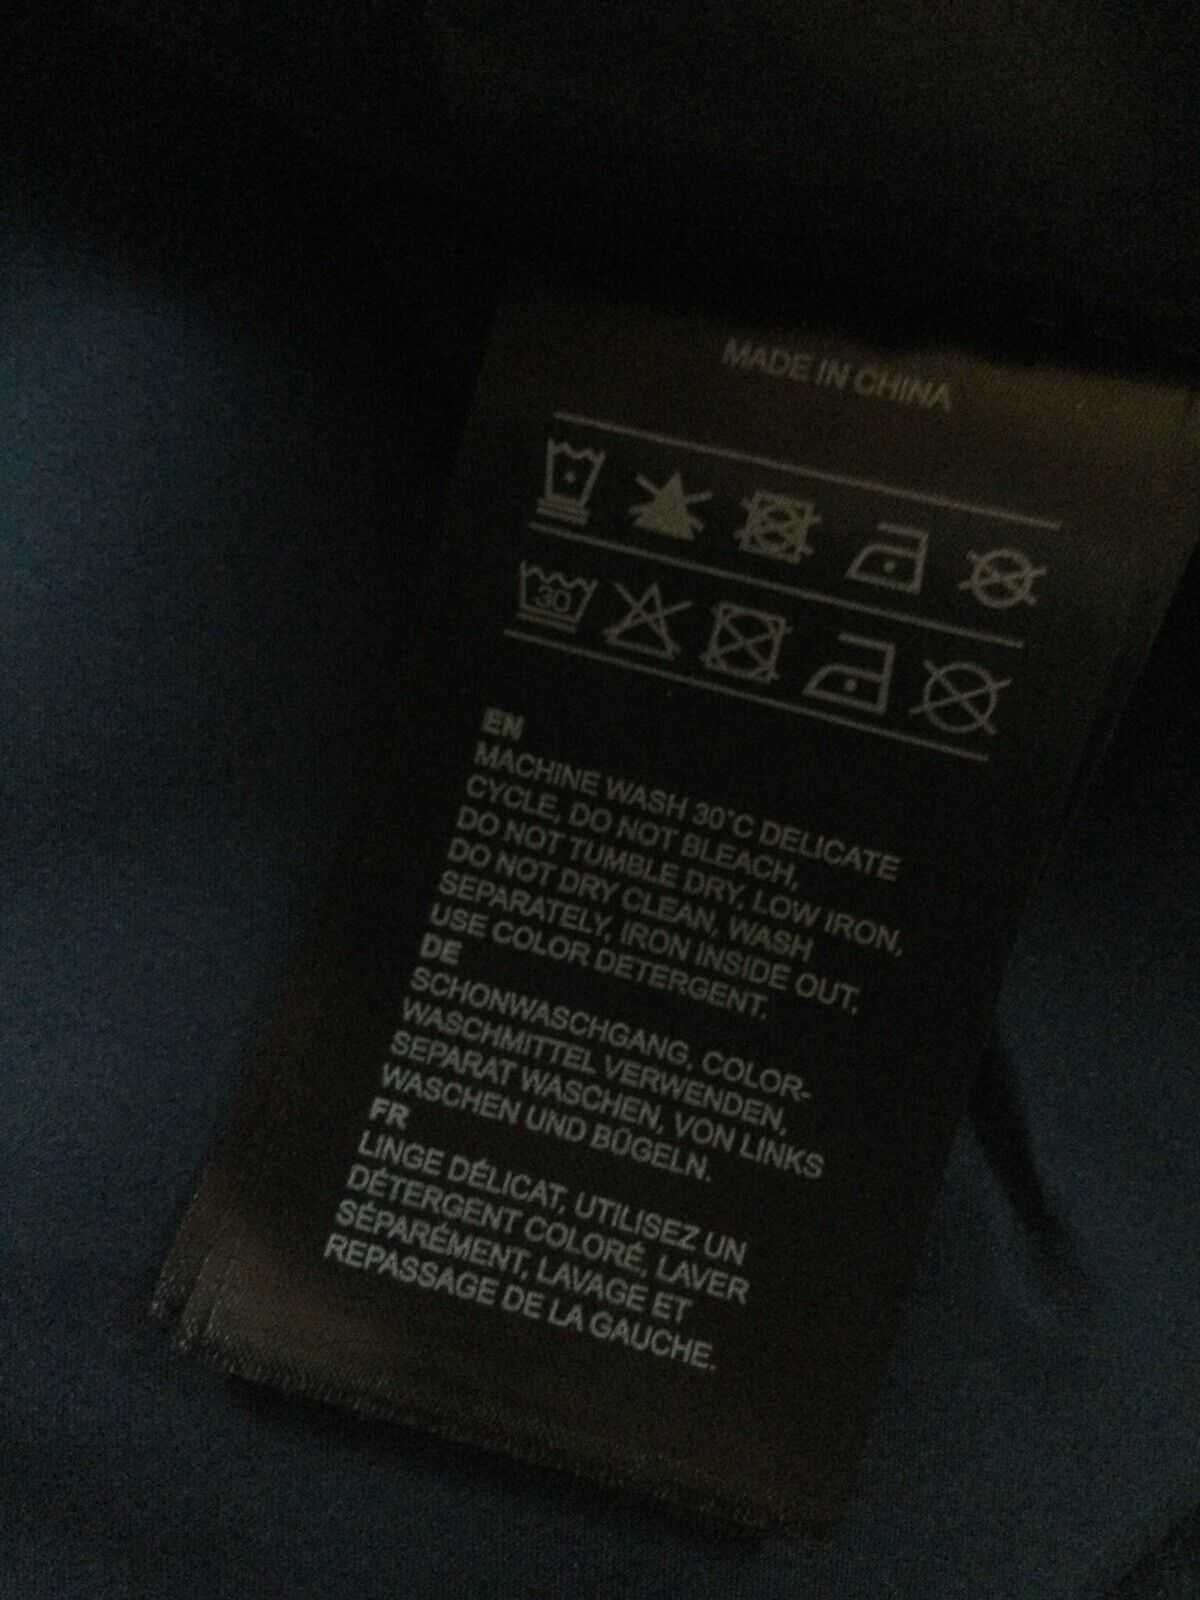 MADE IN CHINA
30
EN
MACHINE WASH 30°C DELICATE
CYCLE, DO NOT BLEACH,
DO NOT TUMBLE DRY, LOW IRON,
DO NOT DRY CLEAN, WASH
SEPARATELY, IRON INSIDE OUT,
USE COLOR DETERGENT.
DE
SCHONWASCHGANG, COLOR-
WASCHMITTEL VERWENDEN,
SEPARAT WASCHEN, VON LINKS
WASCHEN UND BÜGELN.
FR
LINGE DÉLICAT, UTILISEZ UN
DÉTERGENT COLORÉ, LAVER
SÉPARÉMENT, LAVAGE ET
REPASSAGE DE LA GAUCHE.